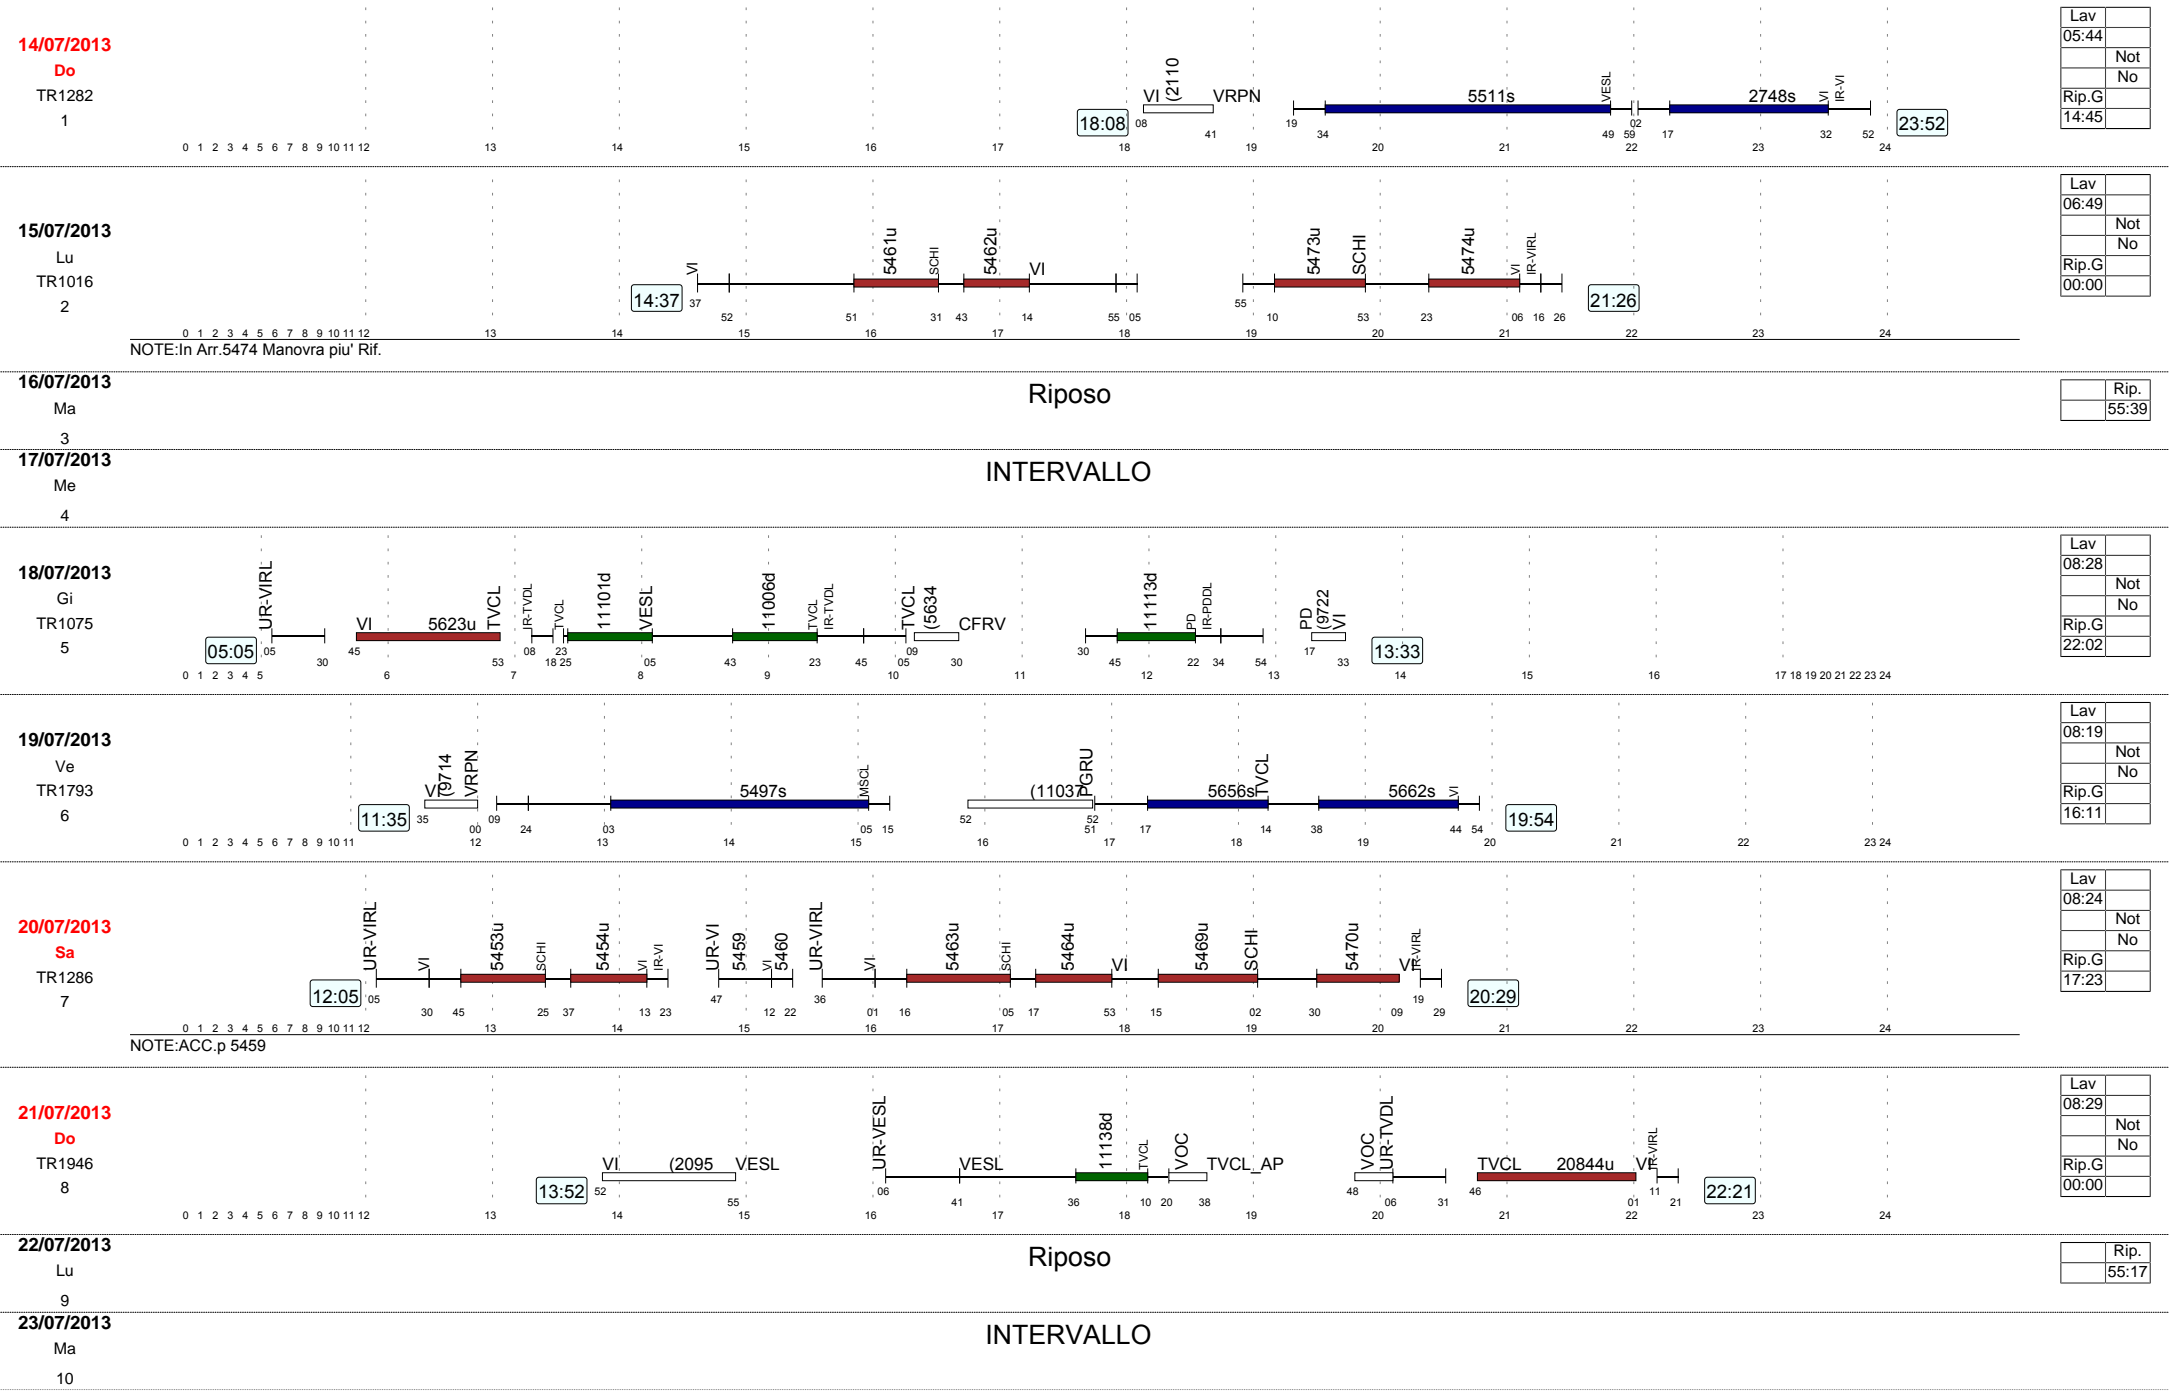 14/07/2013
Do
TR1282
1
18:08
VI (2110 VRPN
5511s VESL
2748s VI IR-VI
23:52
08 41 19 34 49 59 02 17 32 52
0 1 2 3 4 5 6 7 8 9 10 11 12 13 14 15 16 17 18 19 20 21 22 23 24
Lav
05:44
Not
No
Rip.G
14:45
15/07/2013
Lu
TR1016
2
14:37
VI 5461u SCHI 5462u VI 5473u SCHI 5474u VI IR-VIRL
21:26
37 52 51 31 43 14 55 05 55 10 53 23 06 16 26
0 1 2 3 4 5 6 7 8 9 10 11 12 13 14 15 16 17 18 19 20 21 22 23 24
NOTE:In Arr.5474 Manovra piu' Rif.
Lav
06:49
Not
No
Rip.G
00:00
16/07/2013
Ma
3
Riposo
Rip.
55:39
17/07/2013
Me
4
INTERVALLO
18/07/2013
Gi
TR1075
5
05:05
UR-VIRL VI 5623u TVCL IR-TVDL TVCL 11101d VESL 11006d TVCL IR-TVDL TVCL (5634 CFRV 11113d PD IR-PDDL PD (9722 VI
13:33
05 30 45 53 08 18 23 25 05 43 23 45 05 09 30 30 45 22 34 54 17 33
0 1 2 3 4 5 6 7 8 9 10 11 12 13 14 15 16 17 18 19 20 21 22 23 24
Lav
08:28
Not
No
Rip.G
22:02
19/07/2013
Ve
TR1793
6
11:35
VI (9714 VRPN 5497s MSCL (11037 PGRU 5656s TVCL 5662s VI
19:54
35 00 09 24 03 05 15 52 52 51 17 14 38 44 54
0 1 2 3 4 5 6 7 8 9 10 11 12 13 14 15 16 17 18 19 20 21 22 23 24
Lav
08:19
Not
No
Rip.G
16:11
20/07/2013
Sa
TR1286
7
12:05
UR-VIRL VI 5453u SCHI 5454u VI IR-VI UR-VI 5459 VI 5460 UR-VIRL VI 5463u SCHI 5464u VI 5469u SCHI 5470u VI IR-VIRL
20:29
05 30 45 25 37 13 23 47 12 22 36 01 16 05 17 53 15 02 30 09 19 29
0 1 2 3 4 5 6 7 8 9 10 11 12 13 14 15 16 17 18 19 20 21 22 23 24
NOTE:ACC.p 5459
Lav
08:24
Not
No
Rip.G
17:23
21/07/2013
Do
TR1946
8
13:52
VI (2095 VESL UR-VESL VESL 11138d TVCL VOC TVCL_AP VOC UR-TVDL TVCL 20844u VI IR-VIRL
22:21
52 55 06 41 36 10 20 38 48 06 31 46 01 11 21
0 1 2 3 4 5 6 7 8 9 10 11 12 13 14 15 16 17 18 19 20 21 22 23 24
Lav
08:29
Not
No
Rip.G
00:00
22/07/2013
Lu
9
Riposo
Rip.
55:17
23/07/2013
Ma
10
INTERVALLO